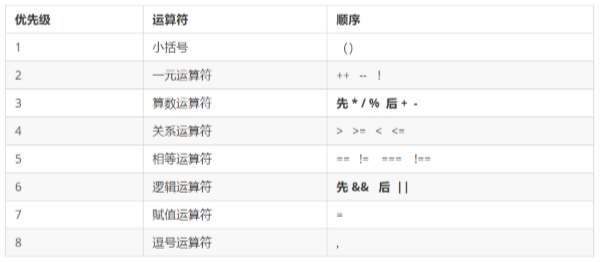 优先级 运算符 顺序
1 小括号 （）
2 一元运算符 ++ -- !
3 算数运算符 先 * / % 后 + -
4 关系运算符 > >= < <=
5 相等运算符 == != === !==
6 逻辑运算符 先 && 后 ||
7 赋值运算符 =
8 逗号运算符 ,